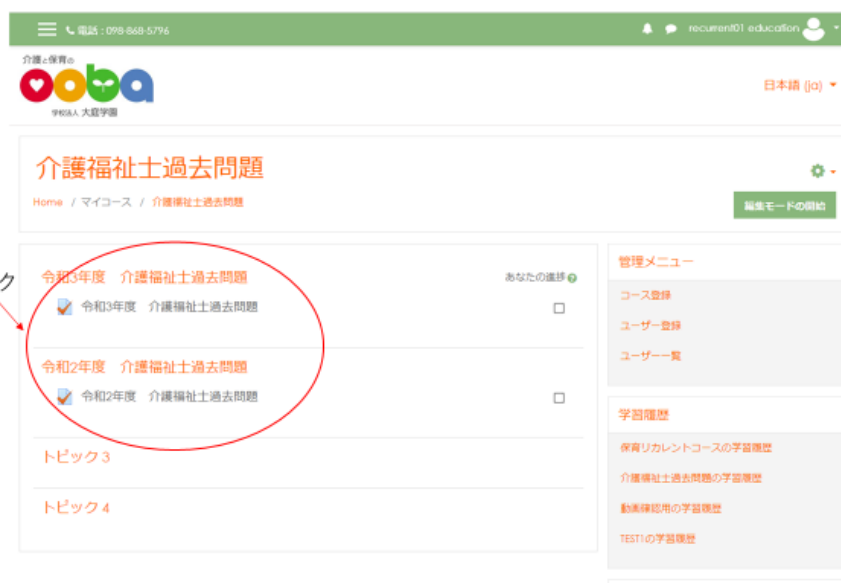 電話 : 098-868-5796
recurrent01 education
介護と保育の
ooba
学校法人 大庭学園
日本語 (ja)
介護福祉士過去問題
Home / マイコース / 介護福祉士過去問題
編集モードの開始
ク
令和3年度 介護福祉士過去問題
あなたの進捗
令和3年度 介護福祉士過去問題
令和2年度 介護福祉士過去問題
令和2年度 介護福祉士過去問題
トピック 3
トピック 4
管理メニュー
コース登録
ユーザー登録
ユーザー一覧
学習履歴
保育リカレントコースの学習履歴
介護福祉士過去問題の学習履歴
動画確認用の学習履歴
TEST1の学習履歴